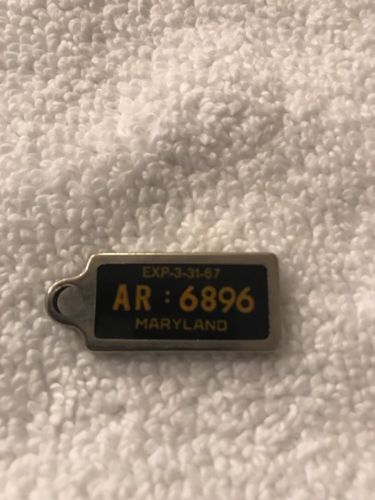 EXP-3-31-67
AR : 6896
MARYLAND